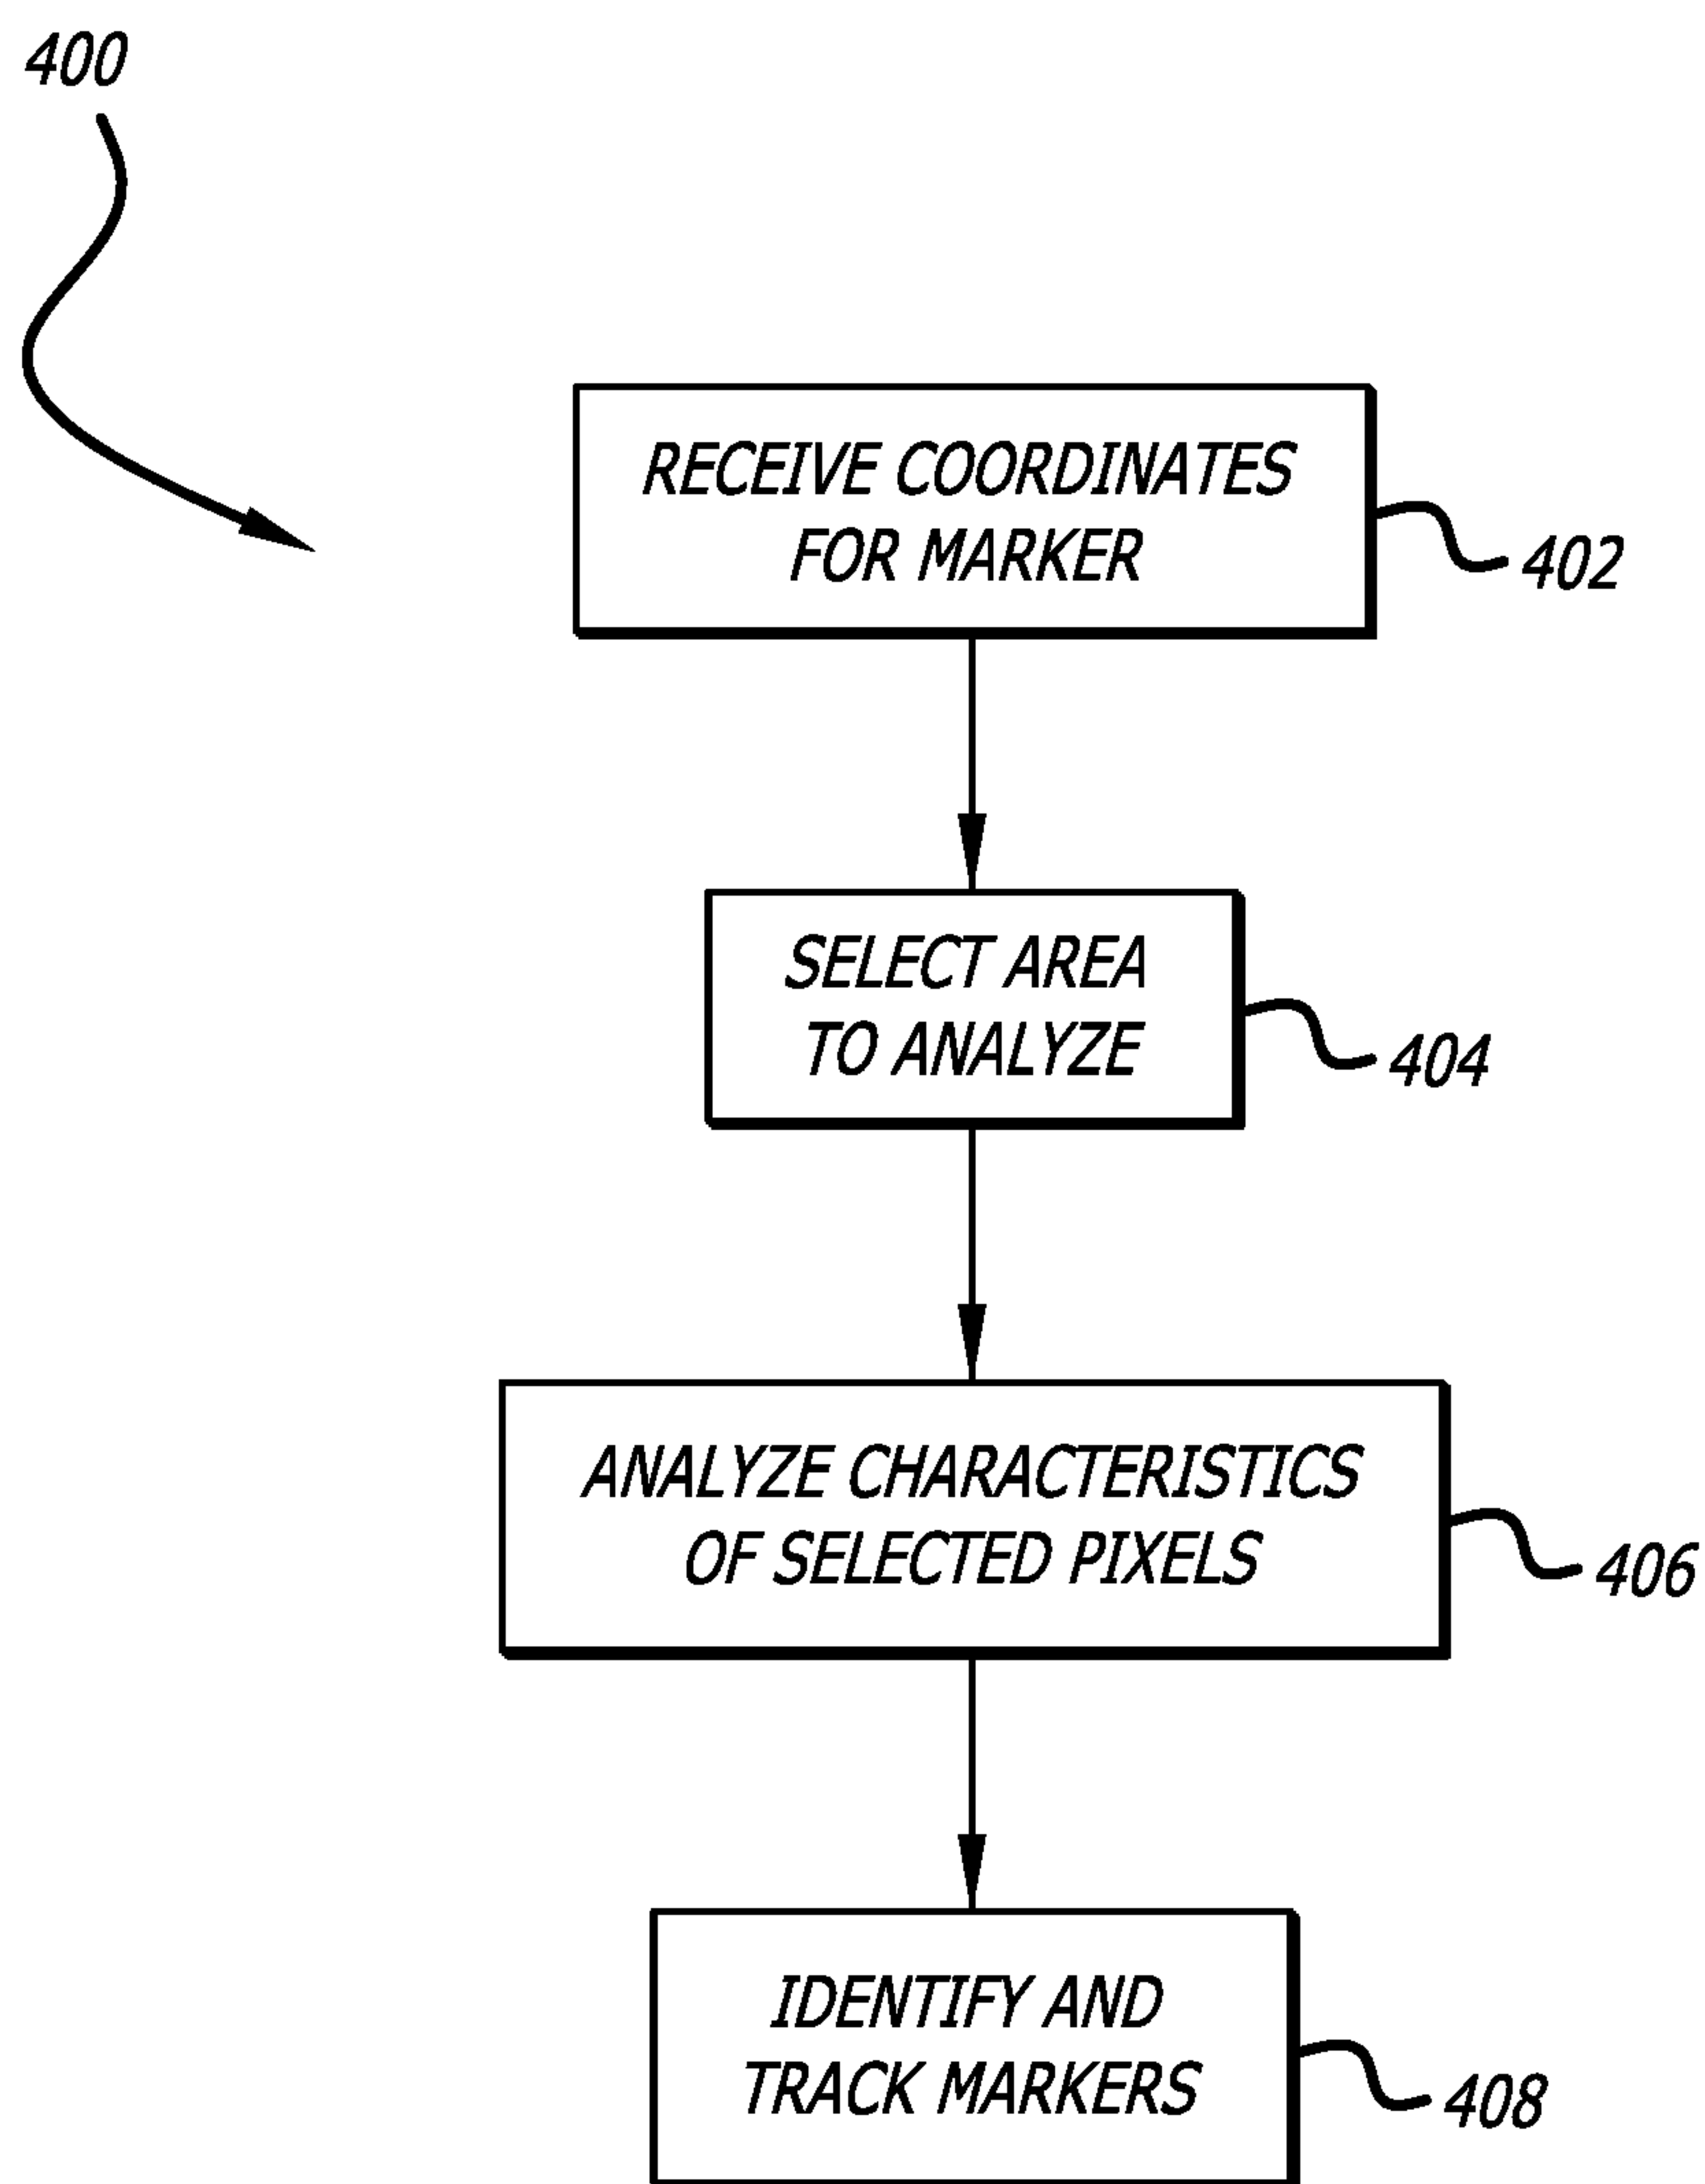 400
RECEIVE COORDINATES
FOR MARKER
402
SELECT AREA
TO ANALYZE
404
ANALYZE CHARACTERISTICS
OF SELECTED PIXELS
406
IDENTIFY AND
TRACK MARKERS
408